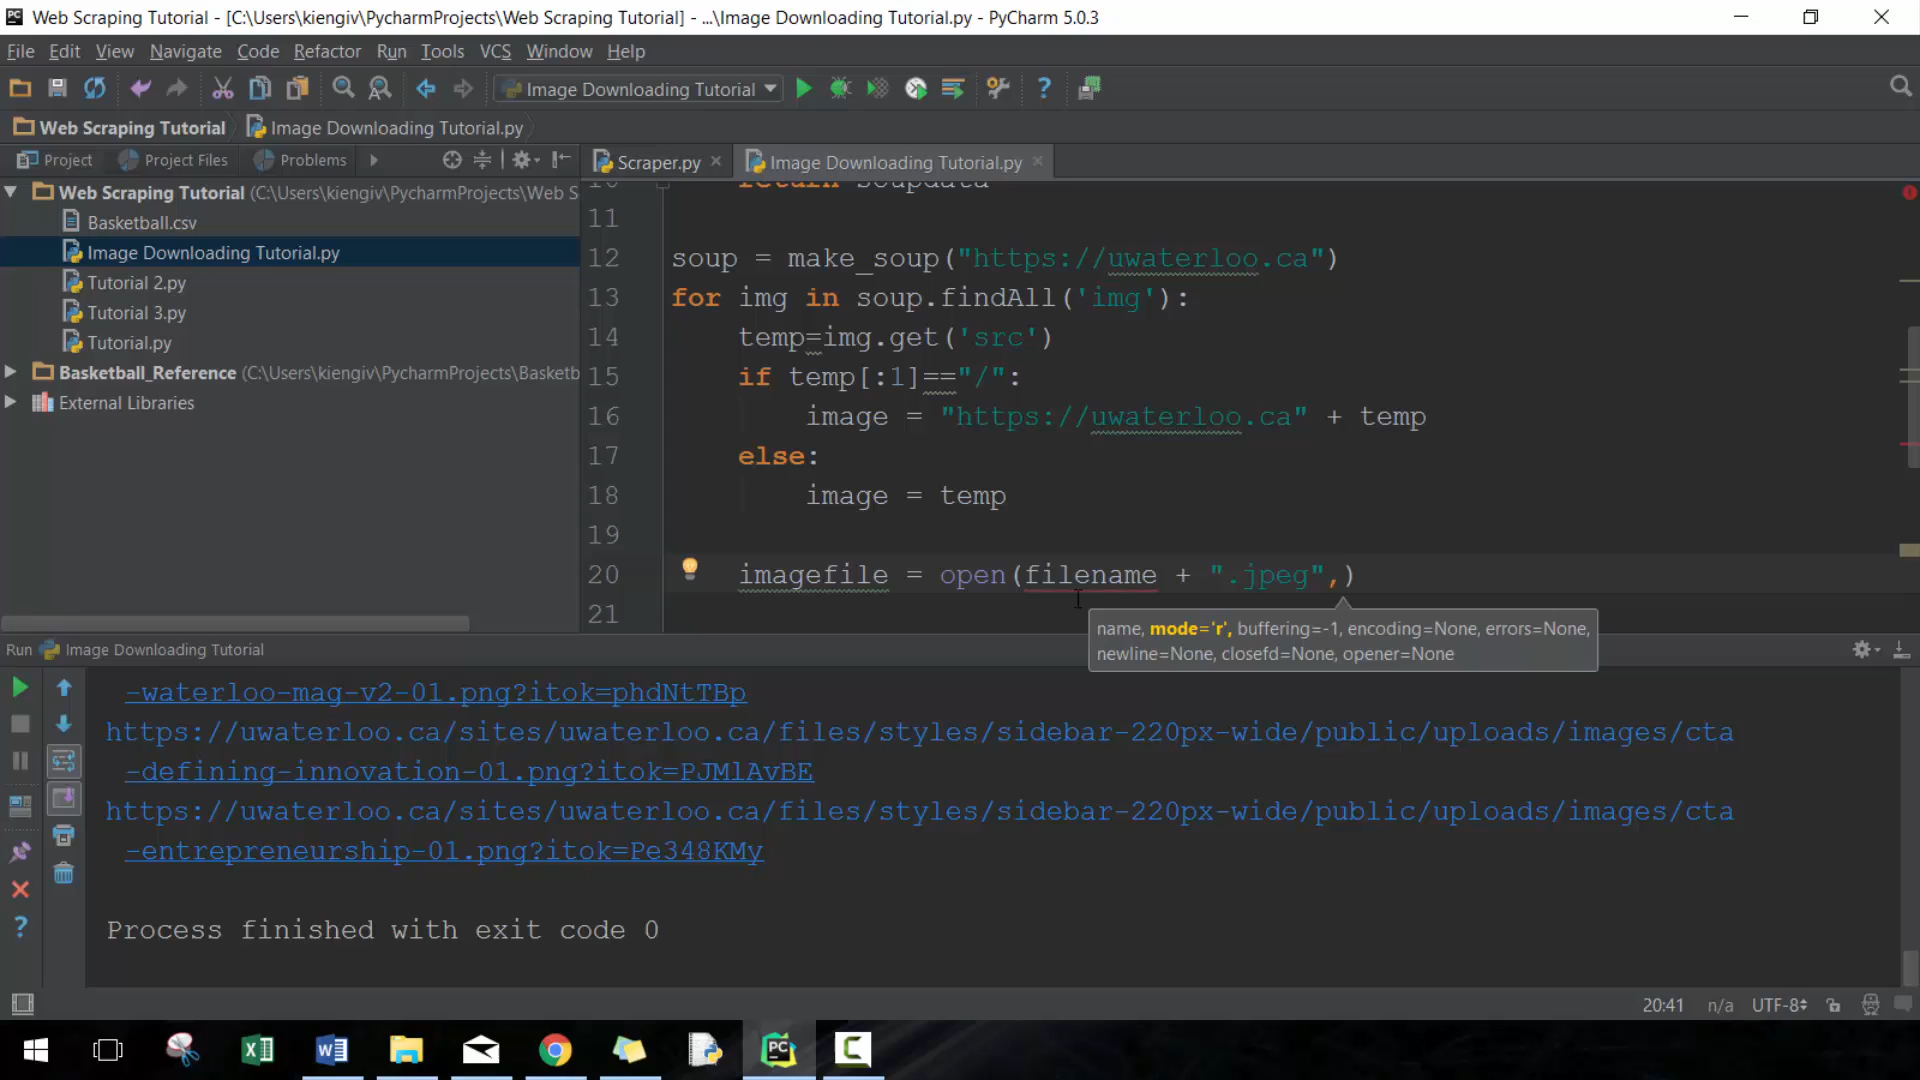 Web Scraping Tutorial - [C:\Users\kiengiv\PycharmProjects\Web Scraping Tutorial] - ...\Image Downloading Tutorial.py - PyCharm 5.0.3
File Edit View Navigate Code Refactor Run Tools VCS Window Help
Image Downloading Tutorial
Web Scraping Tutorial Image Downloading Tutorial.py
Project Project Files Problems
Scraper.py Image Downloading Tutorial.py
Web Scraping Tutorial (C:\Users\kiengiv\PycharmProjects\Web S
Basketball.csv
Image Downloading Tutorial.py
Tutorial 2.py
Tutorial 3.py
Tutorial.py
Basketball_Reference (C:\Users\kiengiv\PycharmProjects\Basketb
External Libraries
10 return soupdata
11
12 soup = make_soup("https://uwaterloo.ca")
13 for img in soup.findAll('img'):
14 temp=img.get('src')
15 if temp[:1]=="/":
16 image = "https://uwaterloo.ca" + temp
17 else:
18 image = temp
19
20 imagefile = open(filename + ".jpeg",)
21
name, mode='r', buffering=-1, encoding=None, errors=None,
newline=None, closefd=None, opener=None
Run Image Downloading Tutorial
-waterloo-mag-v2-01.png?itok=phdNtTBp
https://uwaterloo.ca/sites/uwaterloo.ca/files/styles/sidebar-220px-wide/public/uploads/images/cta
-defining-innovation-01.png?itok=PJMlAvBE
https://uwaterloo.ca/sites/uwaterloo.ca/files/styles/sidebar-220px-wide/public/uploads/images/cta
-entrepreneurship-01.png?itok=Pe348KMy
Process finished with exit code 0
20:41 n/a UTF-8